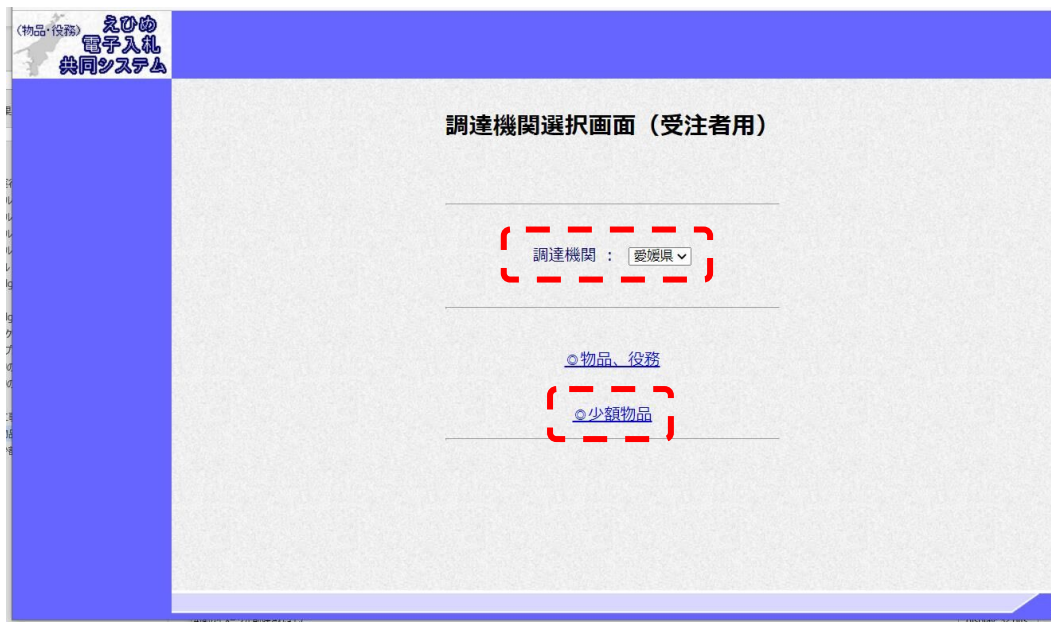 (物品・役務) えひめ
電子入札
共同システム
調達機関選択画面（受注者用）
調達機関 ： 愛媛県
◎物品、役務
◎少額物品